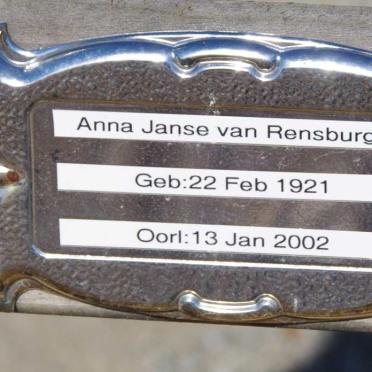 Anna Janse van Rensburg
Geb:22 Feb 1921
Oorl:13 Jan 2002